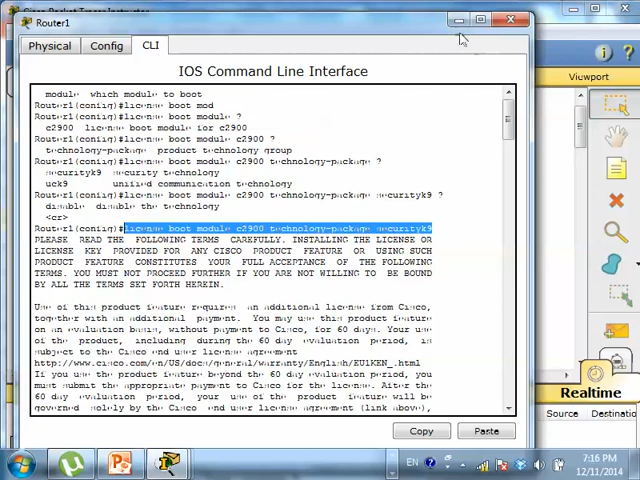 Cisco Packet Tracer Instructor
Router1
Physical
Config
CLI
IOS Command Line Interface
module which module to boot
Router1(config)#license boot mod
Router1(config)#license boot module ?
c2900 license boot module for c2900
Router1(config)#license boot module c2900 ?
technology-package product technology group
Router1(config)#license boot module c2900 technology-package ?
securityk9 security technology
uck9 unified communication technology
Router1(config)#license boot module c2900 technology-package securityk9 ?
disable disable the technology
<cr>
Router1(config)#license boot module c2900 technology-package securityk9
PLEASE READ THE FOLLOWING TERMS CAREFULLY. INSTALLING THE LICENSE OR
LICENSE KEY PROVIDED FOR ANY CISCO PRODUCT FEATURE OR USING SUCH
PRODUCT FEATURE CONSTITUTES YOUR FULL ACCEPTANCE OF THE FOLLOWING
TERMS. YOU MUST NOT PROCEED FURTHER IF YOU ARE NOT WILLING TO BE BOUND
BY ALL THE TERMS SET FORTH HEREIN.
Use of this product feature requires an additional license from Cisco,
together with an additional payment. You may use this product feature
on an evaluation basis, without payment to Cisco, for 60 days. Your use
of the product, including during the 60 day evaluation period, is
subject to the Cisco end user license agreement
http://www.cisco.com/en/US/docs/general/warranty/English/EU1KEN_.html
If you use the product feature beyond the 60 day evaluation period, you
must submit the appropriate payment to Cisco for the license. After the
60 day evaluation period, your use of the product feature will be
governed solely by the Cisco end user license agreement (link above),
Copy
Paste
Viewport
Realtime
Source
Destinatio
EN
7:16 PM
12/11/2014